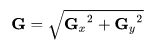 𝐆 = √(𝐆ₓ² + 𝐆ᵧ²)